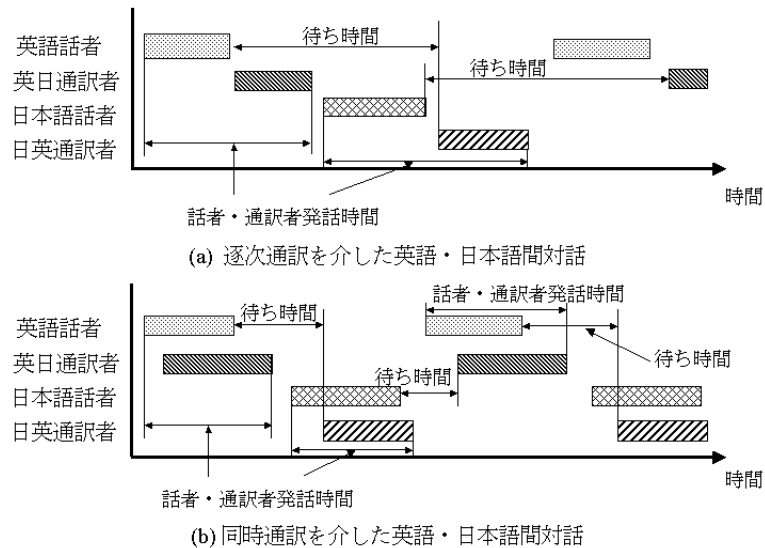 待ち時間
英語話者
待ち時間
英日通訳者
日本語話者
日英通訳者
時間
話者・通訳者発話時間
(a) 逐次通訳を介した英語・日本語間対話
話者・通訳者発話時間
待ち時間
英語話者
待ち時間
英日通訳者
待ち時間
日本語話者
日英通訳者
時間
話者・通訳者発話時間
(b) 同時通訳を介した英語・日本語間対話